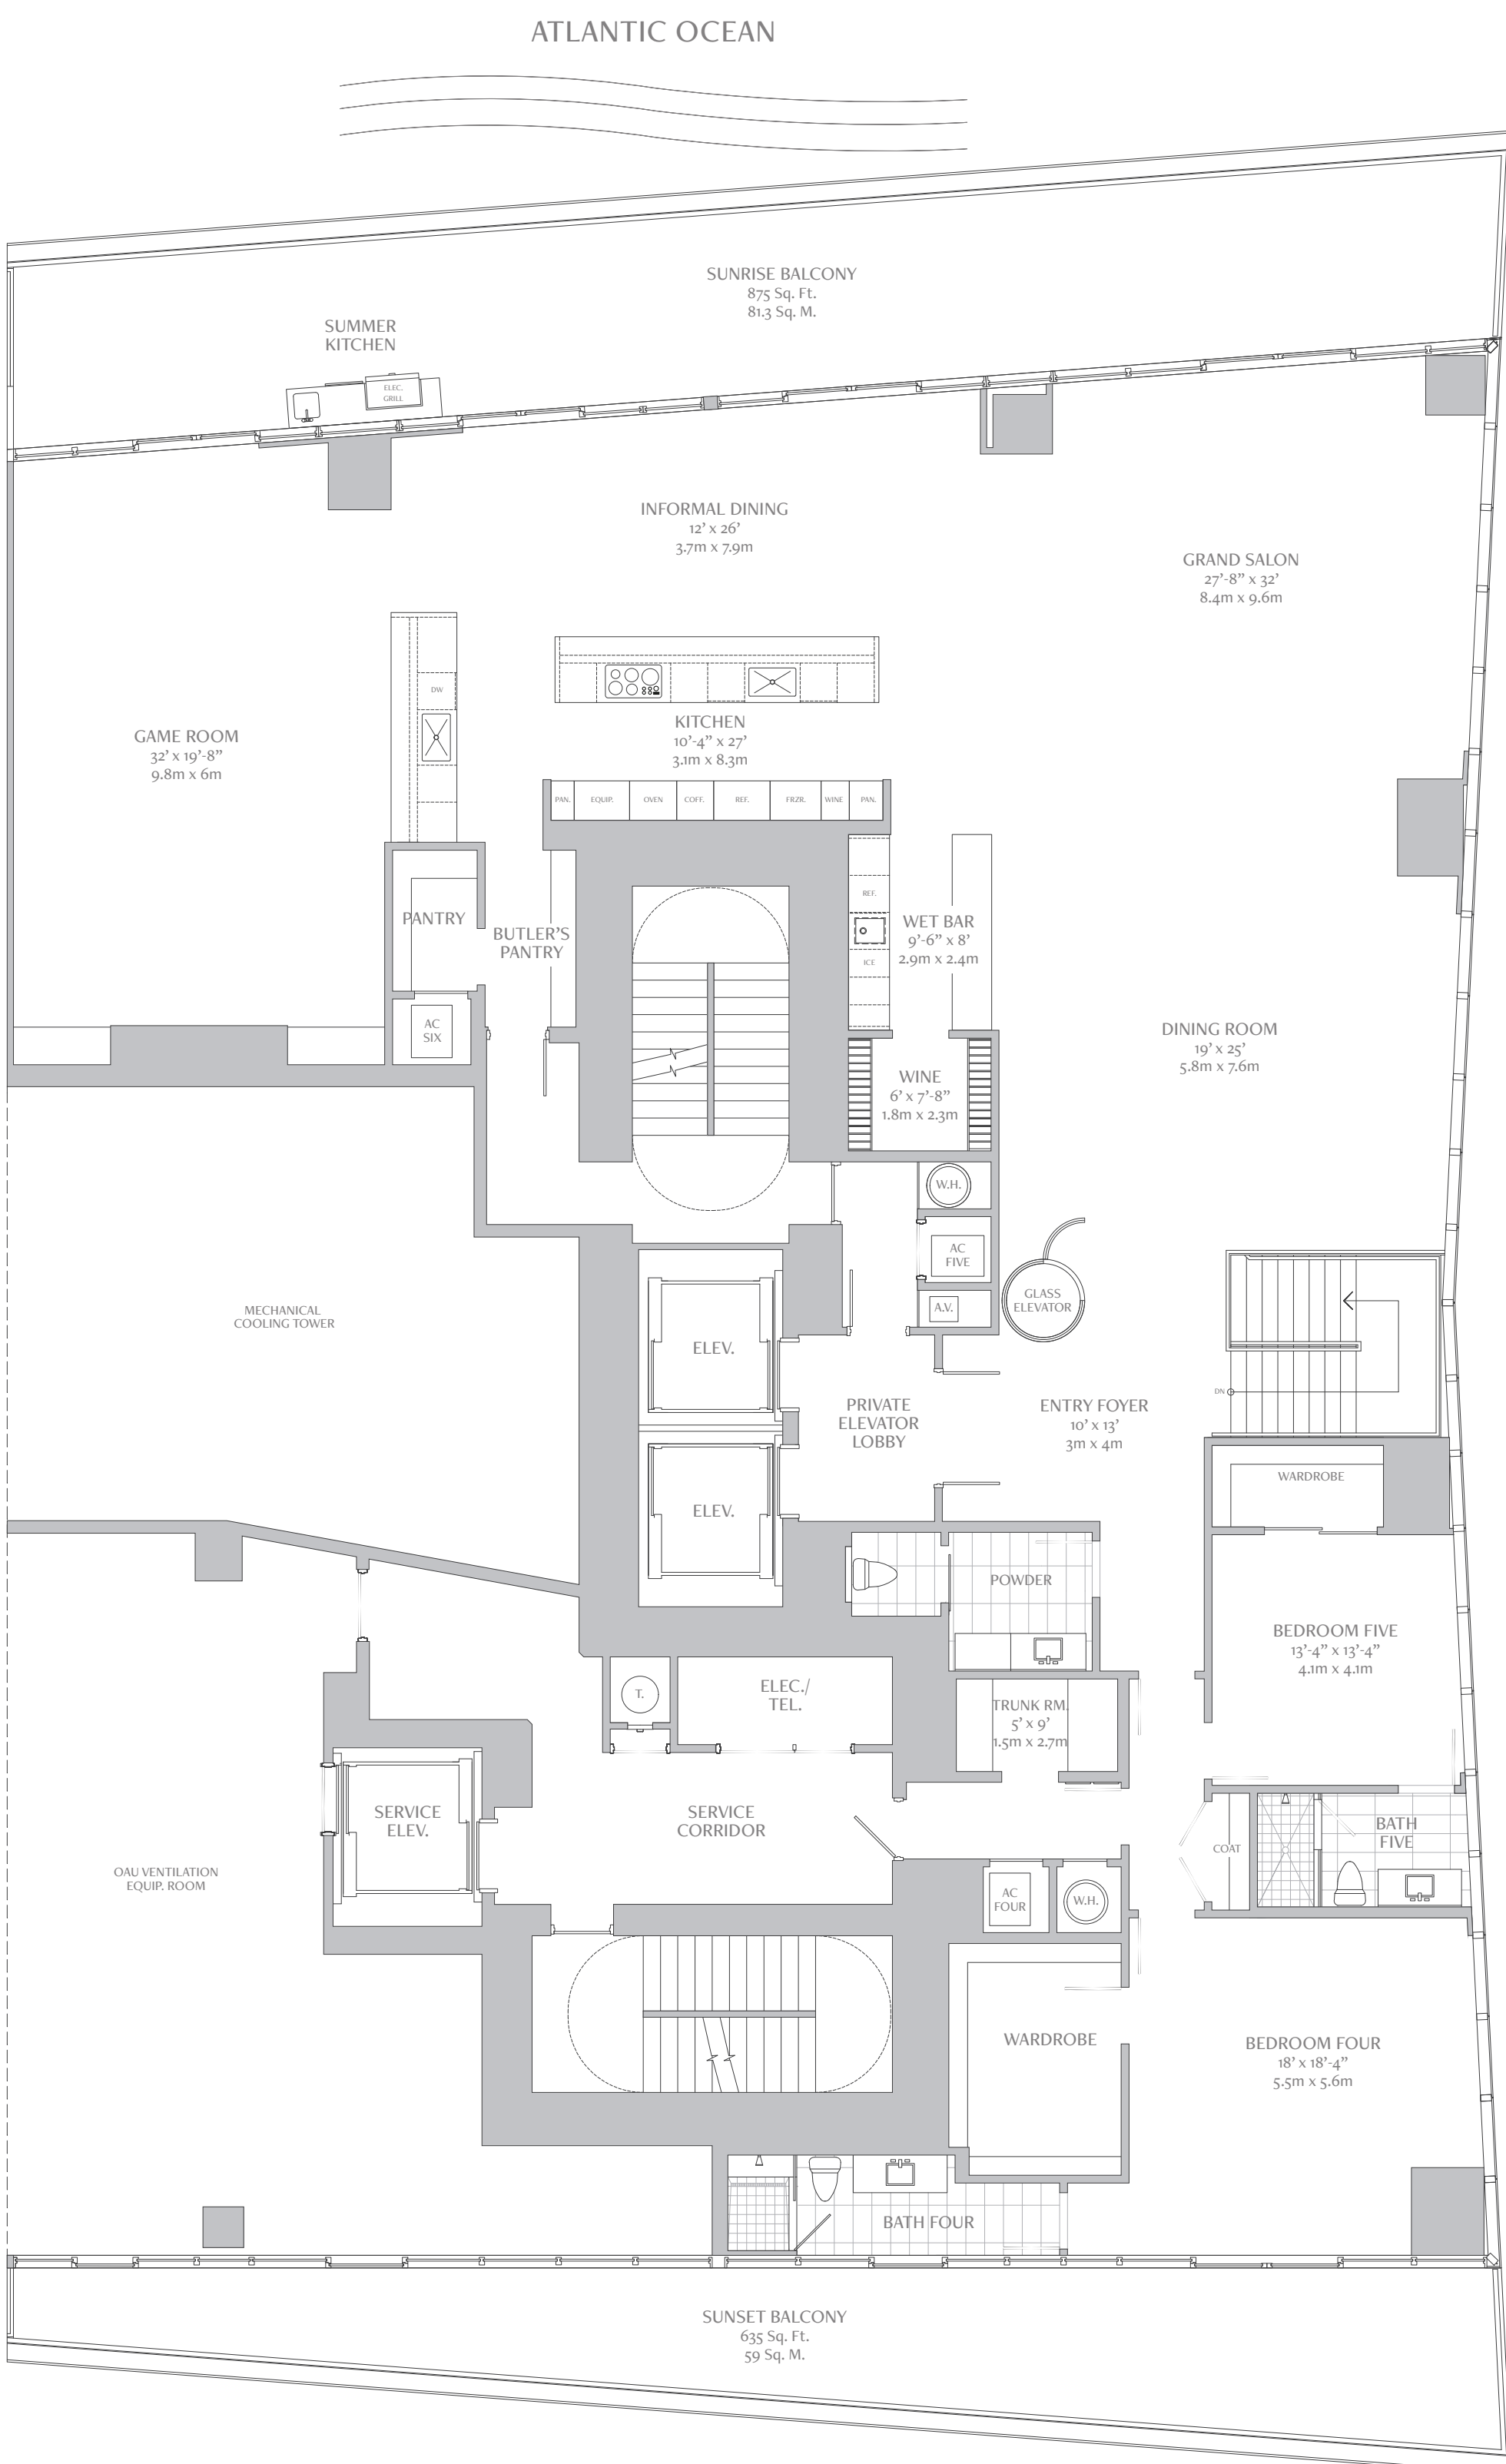 ATLANTIC OCEAN
SUNRISE BALCONY
875 Sq. Ft.
81.3 Sq. M.
SUMMER
KITCHEN
ELEC.
GRILL
INFORMAL DINING
12’ x 26’
3.7m x 7.9m
GRAND SALON
27’-8” x 32’
8.4m x 9.6m
DW
GAME ROOM
32’ x 19’-8”
9.8m x 6m
KITCHEN
10’-4” x 27’
3.1m x 8.3m
PAN.
EQUIP.
OVEN
COFF.
REF.
FRZR.
WINE
PAN.
PANTRY
BUTLER’S
PANTRY
REF.
ICE
WET BAR
9’-6” x 8’
2.9m x 2.4m
AC
SIX
DINING ROOM
19’ x 25’
5.8m x 7.6m
WINE
6’ x 7’-8”
1.8m x 2.3m
W.H.
AC
FIVE
A.V.
GLASS
ELEVATOR
MECHANICAL
COOLING TOWER
ELEV.
DN
PRIVATE
ELEVATOR
LOBBY
ENTRY FOYER
10’ x 13’
3m x 4m
ELEV.
WARDROBE
POWDER
BEDROOM FIVE
13’-4” x 13’-4”
4.1m x 4.1m
T.
ELEC./
TEL.
TRUNK RM.
5’ x 9’
1.5m x 2.7m
SERVICE
ELEV.
SERVICE
CORRIDOR
COAT
BATH
FIVE
OAU VENTILATION
EQUIP. ROOM
AC
FOUR
W.H.
WARDROBE
BEDROOM FOUR
18’ x 18’-4”
5.5m x 5.6m
BATH FOUR
SUNSET BALCONY
635 Sq. Ft.
59 Sq. M.